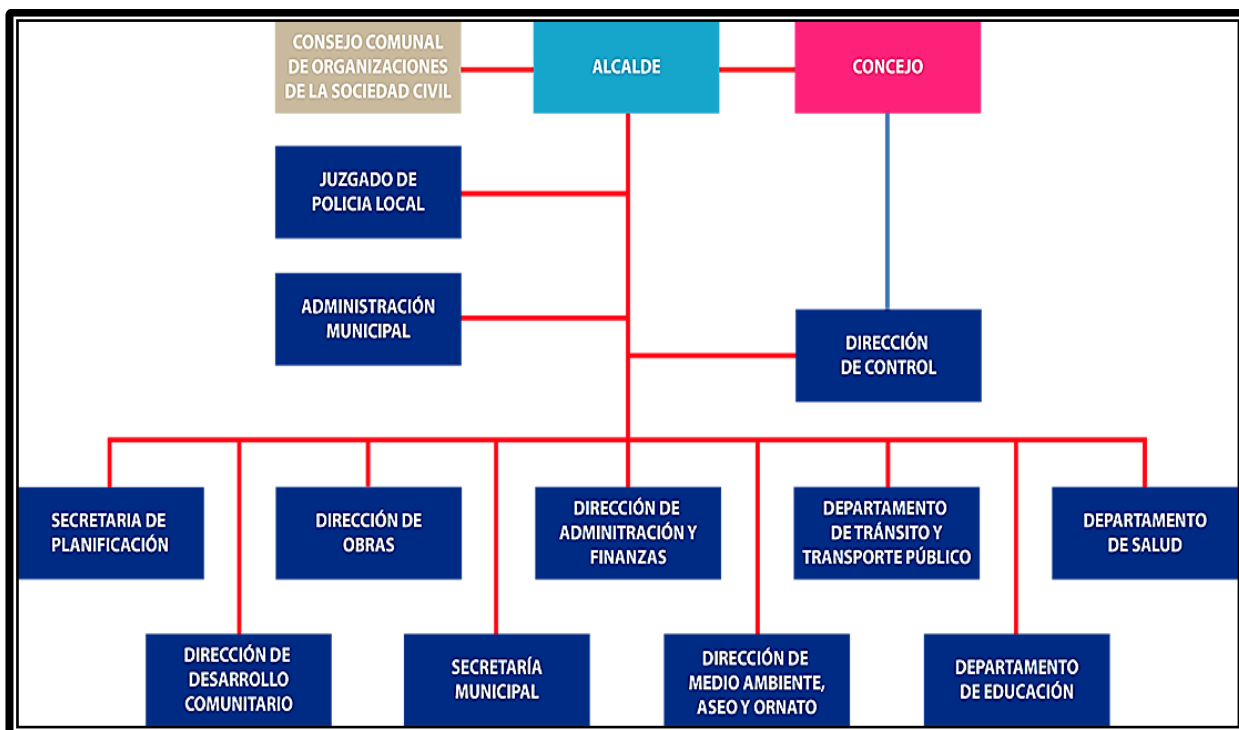 CONSEJO COMUNAL
DE ORGANIZACIONES
DE LA SOCIEDAD CIVIL
ALCALDE
CONCEJO
JUZGADO DE
POLICIA LOCAL
ADMINISTRACIÓN
MUNICIPAL
DIRECCIÓN
DE CONTROL
SECRETARIA DE
PLANIFICACIÓN
DIRECCIÓN DE
OBRAS
DIRECCIÓN DE
ADMINITRACIÓN Y
FINANZAS
DEPARTAMENTO
DE TRÁNSITO Y
TRANSPORTE PÚBLICO
DEPARTAMENTO
DE SALUD
DIRECCIÓN DE
DESARROLLO
COMUNITARIO
SECRETARÍA
MUNICIPAL
DIRECCIÓN DE
MEDIO AMBIENTE,
ASEO Y ORNATO
DEPARTAMENTO
DE EDUCACIÓN